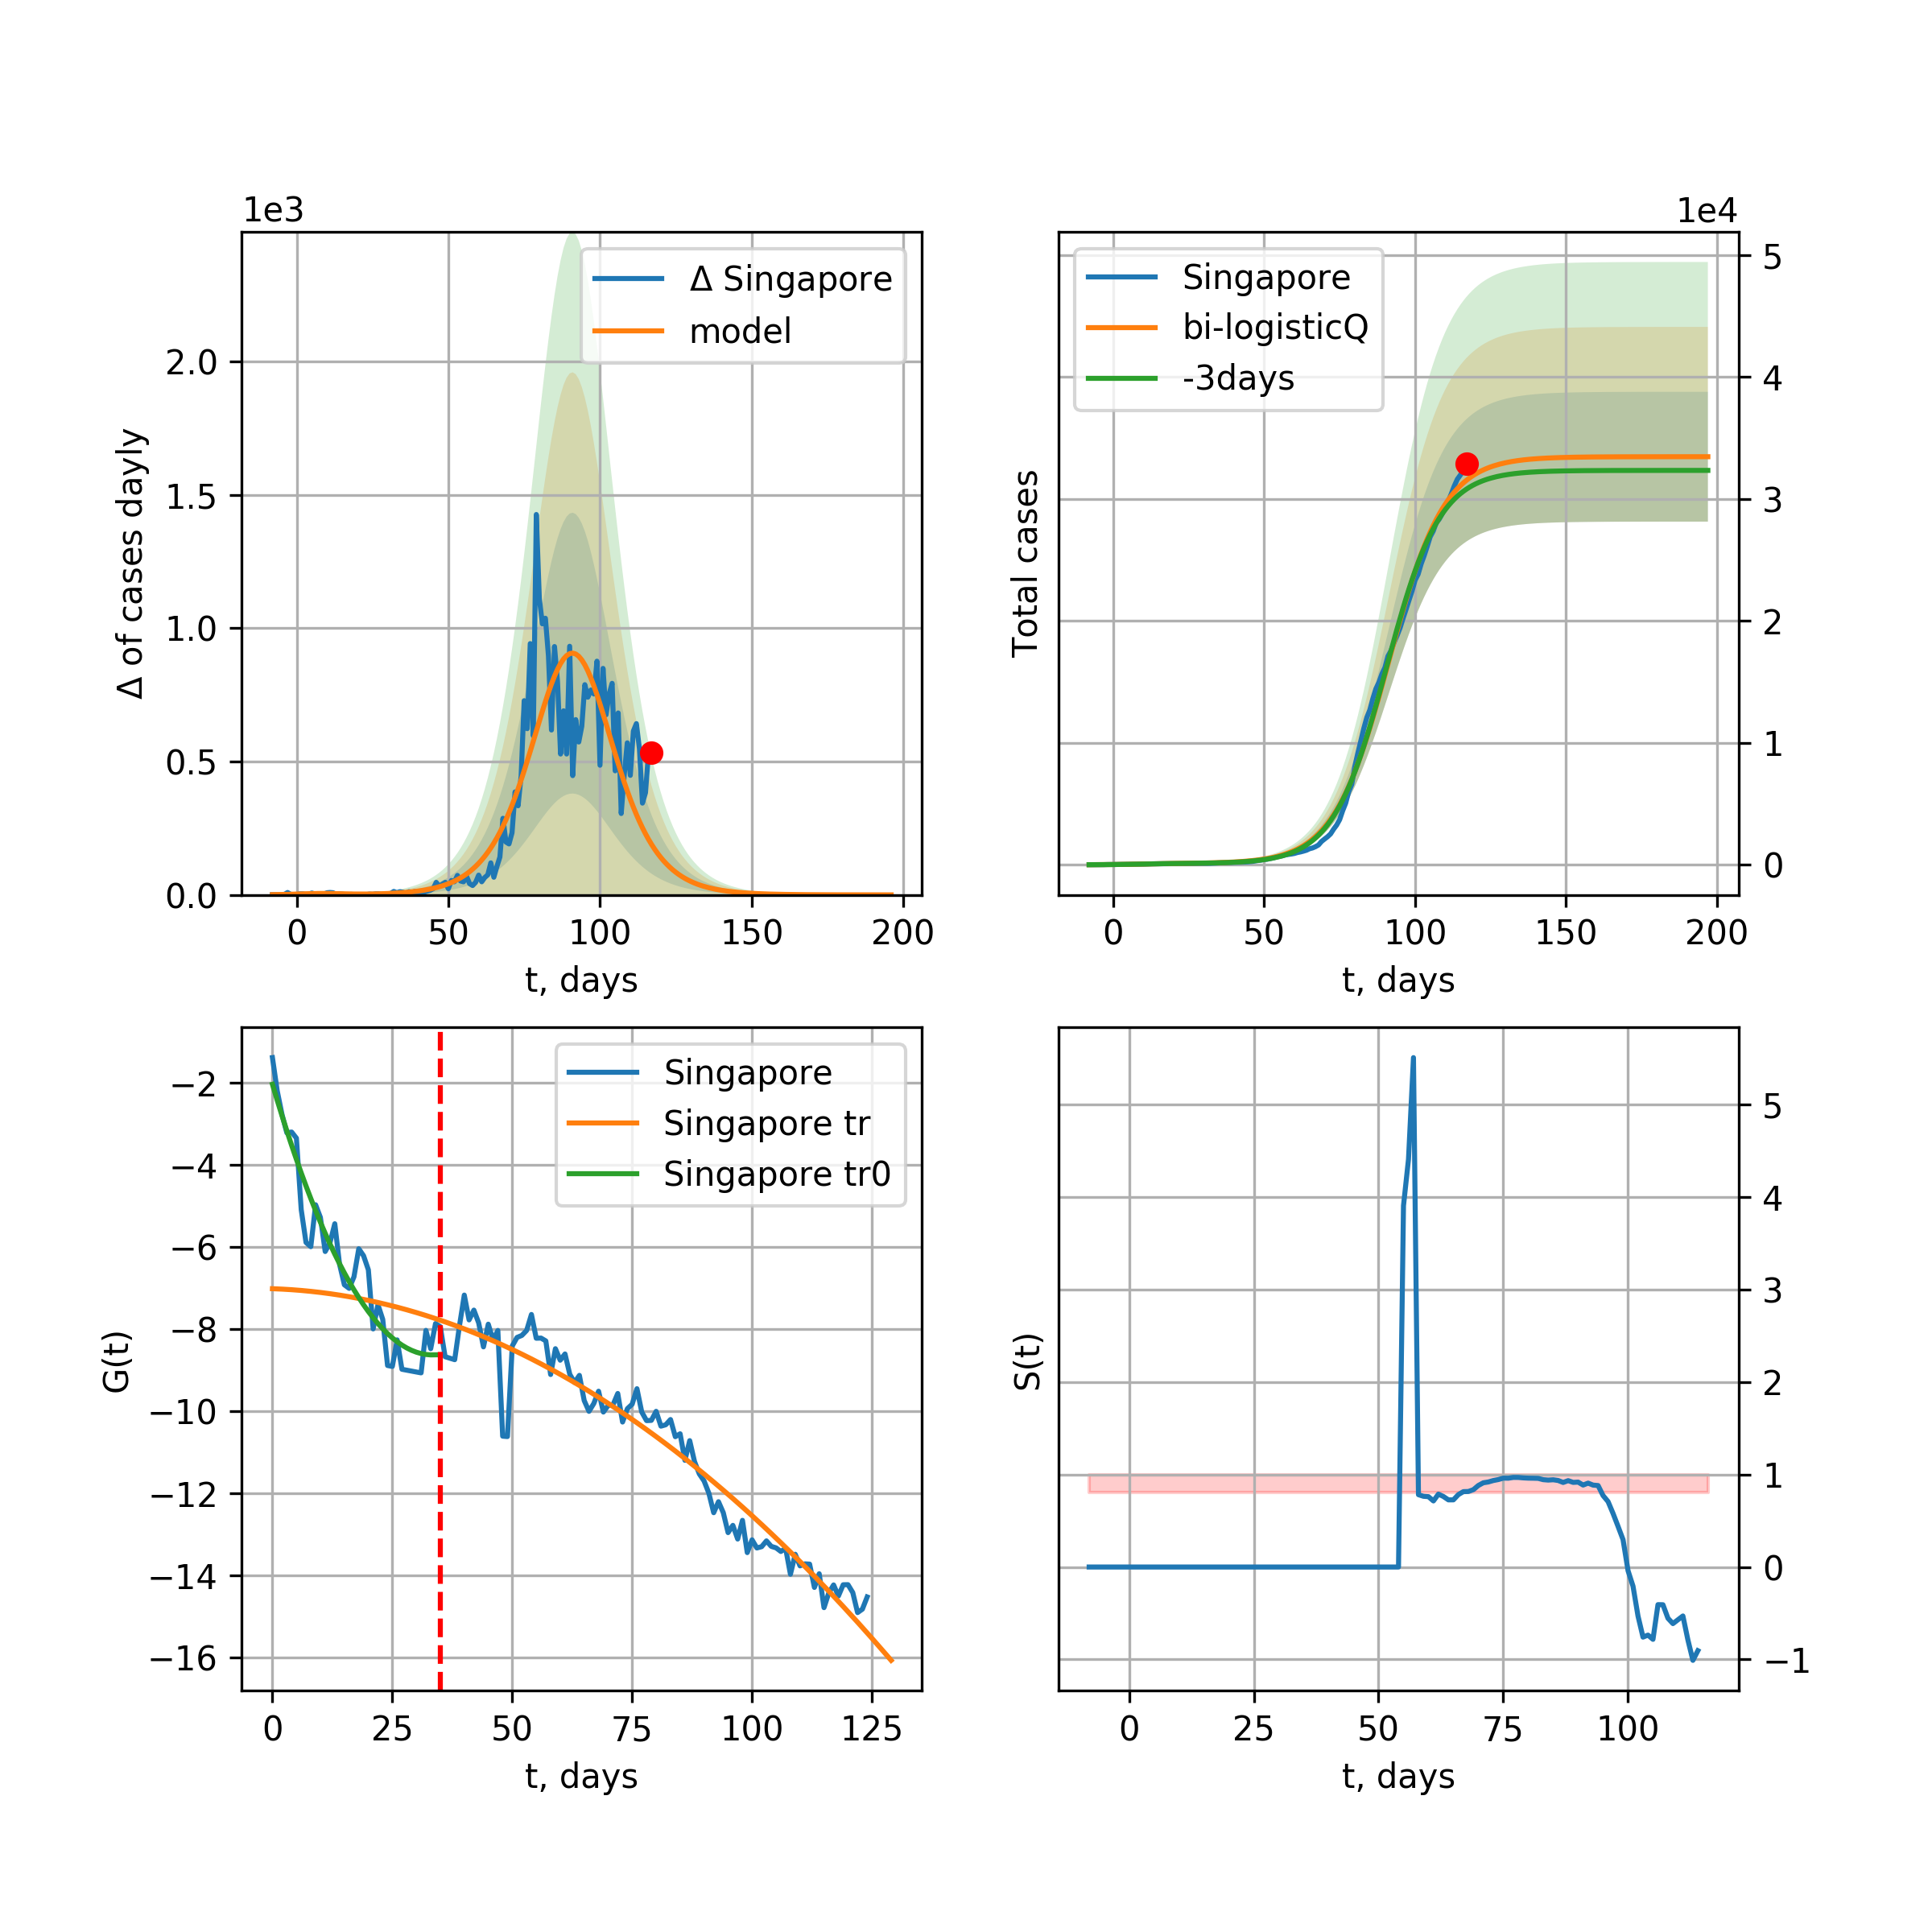 1e3
Δ of cases dayly
2.0
1.5
1.0
0.5
0.0
Δ Singapore
model
0 50 100 150 200
t, days
1e4
Total cases
Singapore
bi-logisticQ
-3days
5
4
3
2
1
0
0 50 100 150 200
t, days
G(t)
−2
−4
−6
−8
−10
−12
−14
−16
Singapore
Singapore tr
Singapore tr0
0 25 50 75 100 125
t, days
S(t)
5
4
3
2
1
0
−1
0 25 50 75 100
t, days